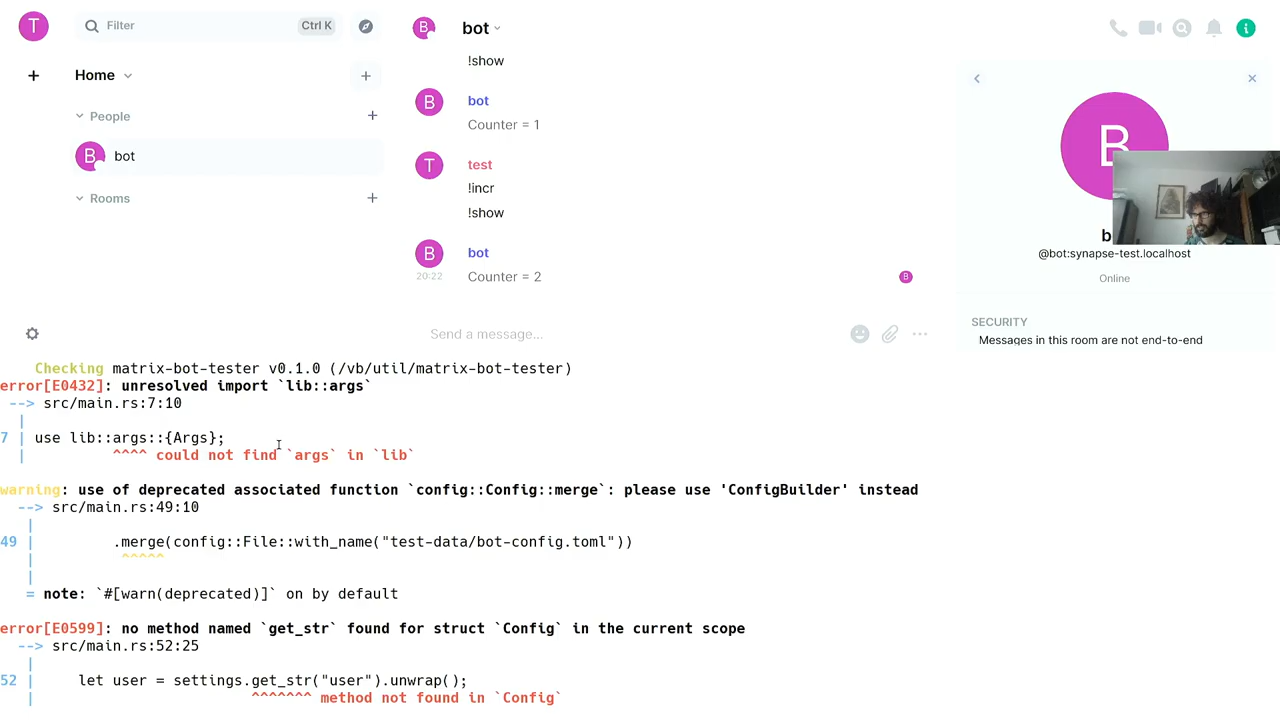 T
Filter
Ctrl K
Home
People
B
bot
Rooms
B
bot
!show
B
bot
Counter = 1
T
test
!incr
!show
B
bot
20:22
Counter = 2
B
Send a message...
B
b
@bot:synapse-test.localhost
Online
SECURITY
Messages in this room are not end-to-end
Checking matrix-bot-tester v0.1.0 (/vb/util/matrix-bot-tester)
error[E0432]: unresolved import `lib::args`
--> src/main.rs:7:10
|
7 | use lib::args::{Args};
|          ^^^^ could not find `args` in `lib`
warning: use of deprecated associated function `config::Config::merge`: please use 'ConfigBuilder' instead
--> src/main.rs:49:10
|
49 |         .merge(config::File::with_name("test-data/bot-config.toml"))
|          ^^^^^
|
= note: `#[warn(deprecated)]` on by default
error[E0599]: no method named `get_str` found for struct `Config` in the current scope
--> src/main.rs:52:25
|
52 |     let user = settings.get_str("user").unwrap();
|                         ^^^^^^^ method not found in `Config`